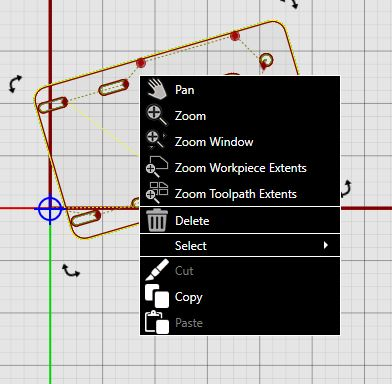 Pan
Zoom
Zoom Window
Zoom Workpiece Extents
Zoom Toolpath Extents
Delete
Select
Cut
Copy
Paste